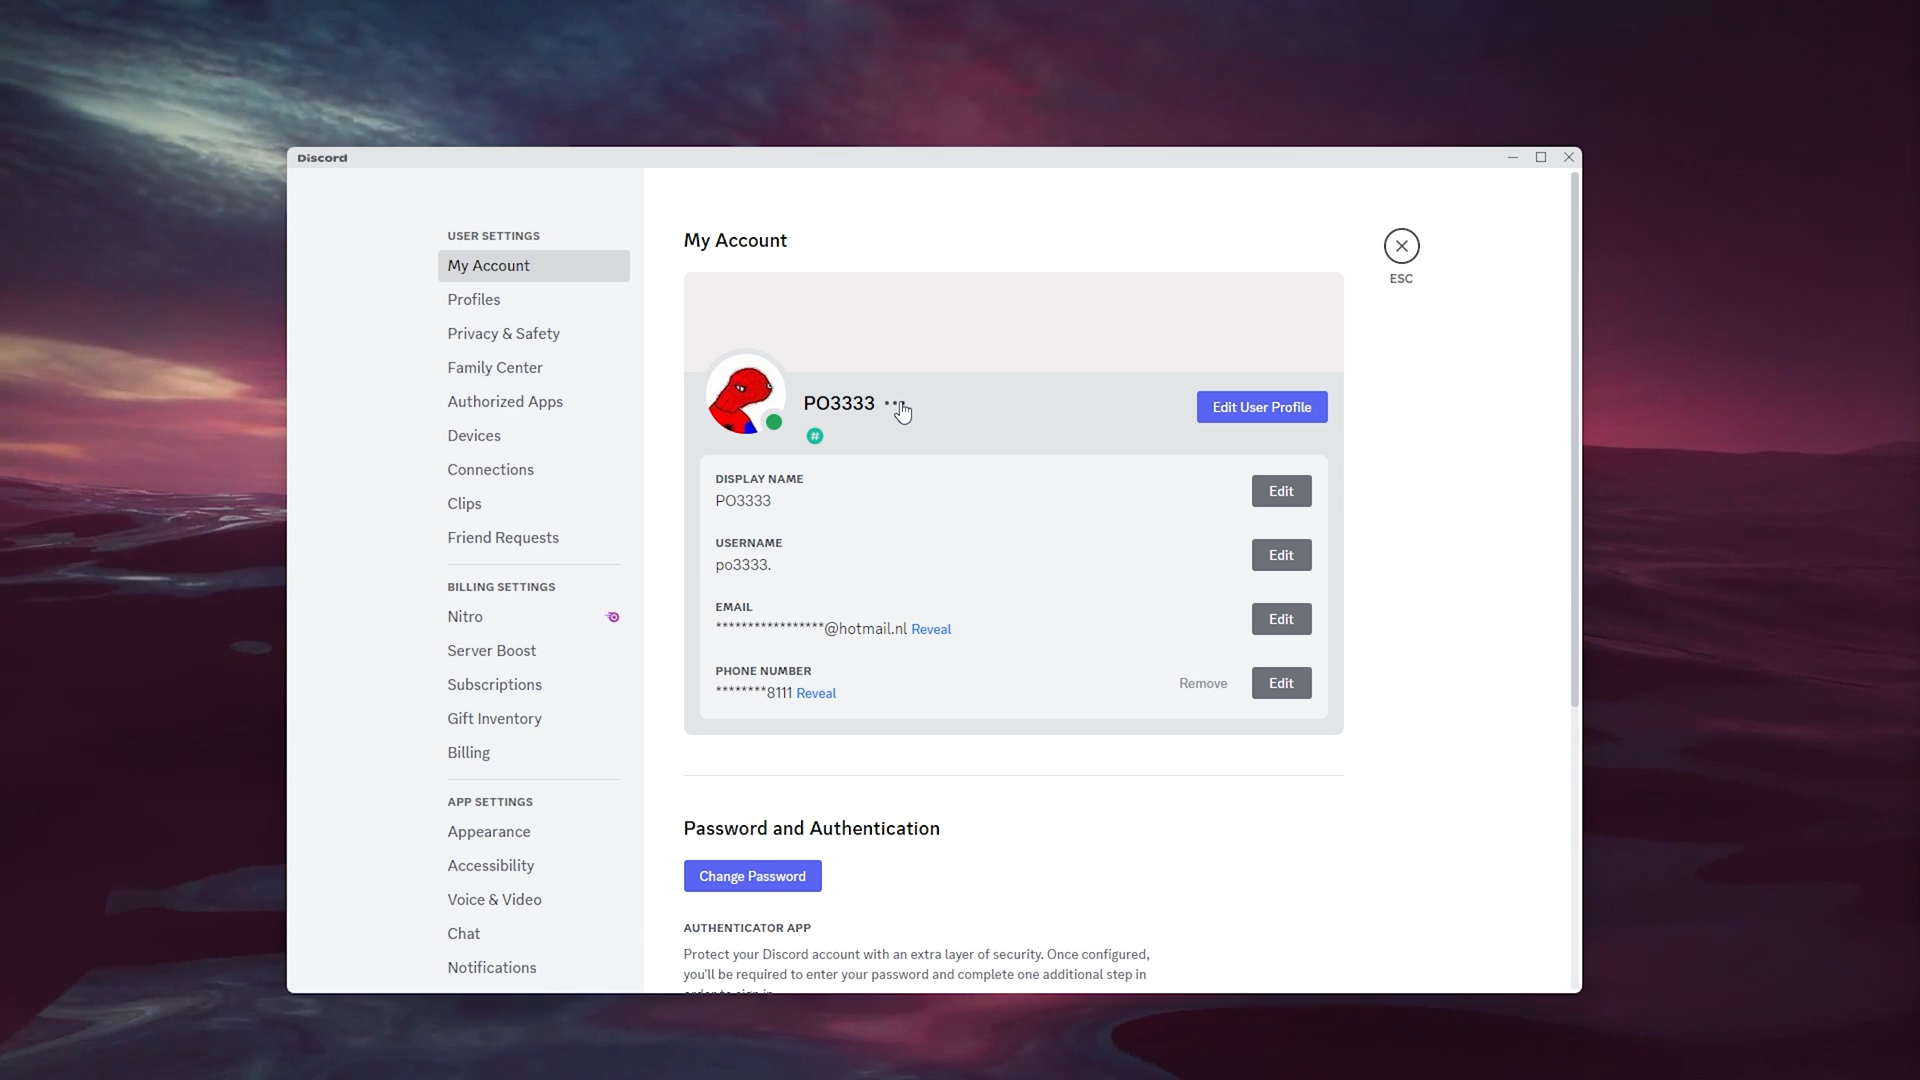 Discord
USER SETTINGS
My Account
Profiles
Privacy & Safety
Family Center
Authorized Apps
Devices
Connections
Clips
Friend Requests
BILLING SETTINGS
Nitro
Server Boost
Subscriptions
Gift Inventory
Billing
APP SETTINGS
Appearance
Accessibility
Voice & Video
Chat
Notifications
My Account
ESC
PO3333
Edit User Profile
#
DISPLAY NAME
PO3333
Edit
USERNAME
po3333.
Edit
EMAIL
*****************@hotmail.nl Reveal
Edit
PHONE NUMBER
********8111 Reveal
Remove
Edit
Password and Authentication
Change Password
AUTHENTICATOR APP
Protect your Discord account with an extra layer of security. Once configured,
you'll be required to enter your password and complete one additional step in
order to sign in.